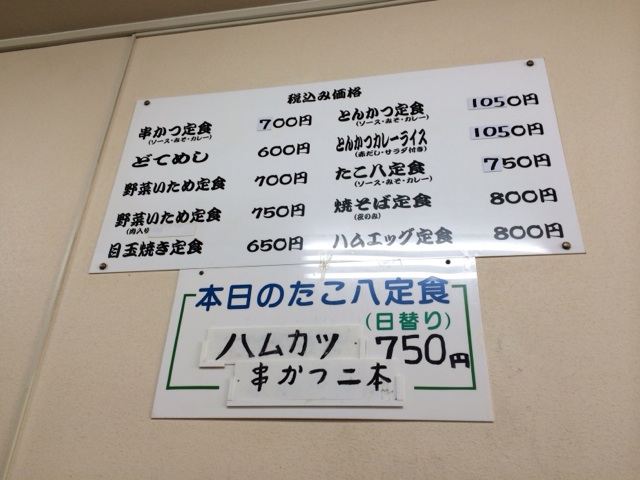 税込み価格
串かつ定食 700円
(ソース・みそ・カレー)
どてめし 600円
野菜いため定食 700円
野菜いため定食 750円
(肉入り)
目玉焼き定食 650円
とんかつ定食 1050円
(ソース・みそ・カレー)
とんかつカレーライス 1050円
(赤だし・サラダ付き)
たこ八定食 750円
(ソース・みそ・カレー)
焼そば定食 800円
(夜のみ)
ハムエッグ定食 800円
本日のたこ八定食
(日替り)
ハムカツ 750円
串かつ二本